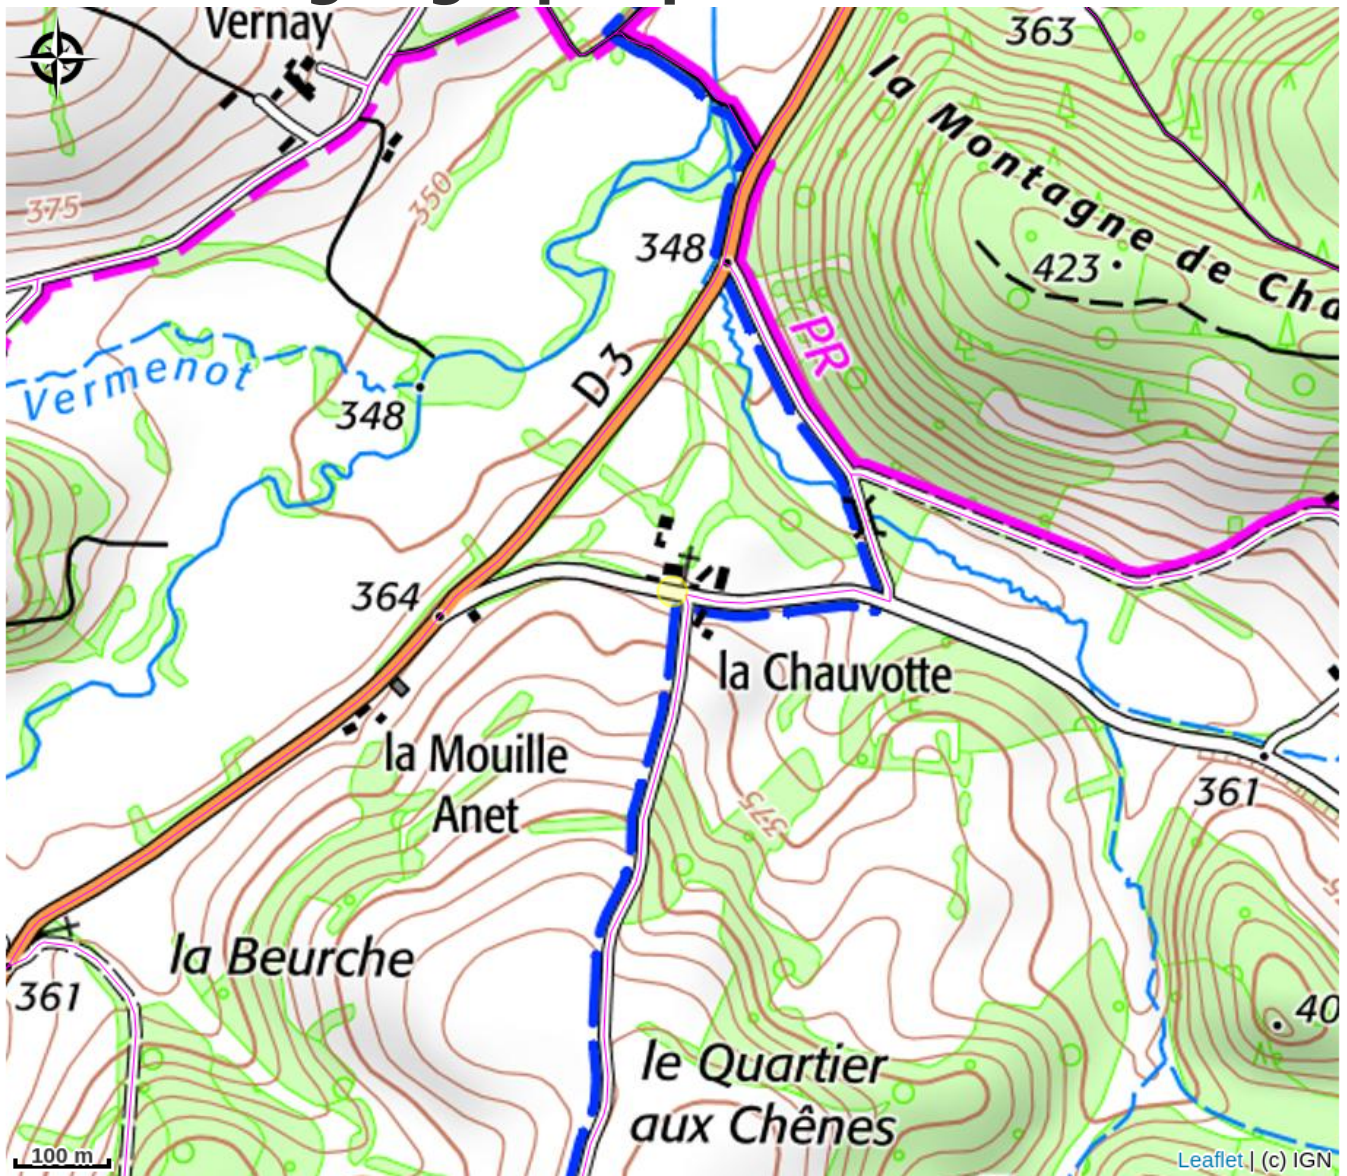 Vernay
363
la Montagne de Cha
375
350
348
423
PR
D 3
Vermenot
348
364
la Chauvotte
la Mouille
Anet
375
361
la Beurche
361
40
le Quartier
aux Chênes
100 m
Leaflet | (c) IGN